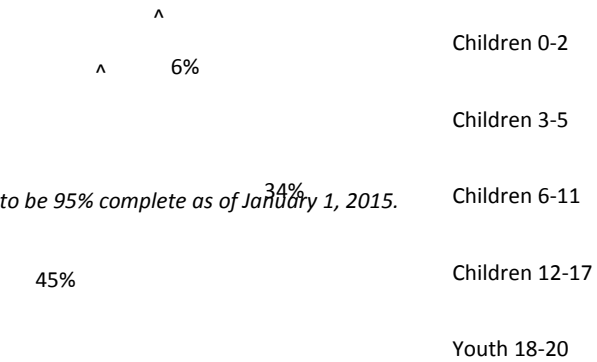 ^
Children 0-2
^ 6%
Children 3-5
34%
to be 95% complete as of January 1, 2015.
Children 6-11
45%
Children 12-17
Youth 18-20